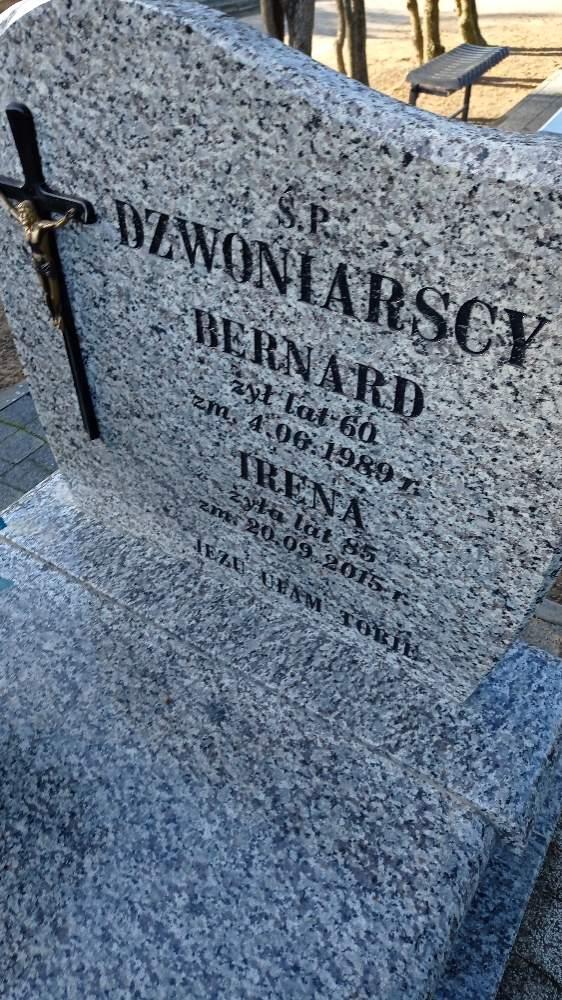 Ś.P.
DZWONIARSCY
BERNARD
żył lat 60
zm. 4.06.1989 r.
IRENA
żyła lat 85
zm. 20.09.2015 r.
JEZU UFAM TOBIE